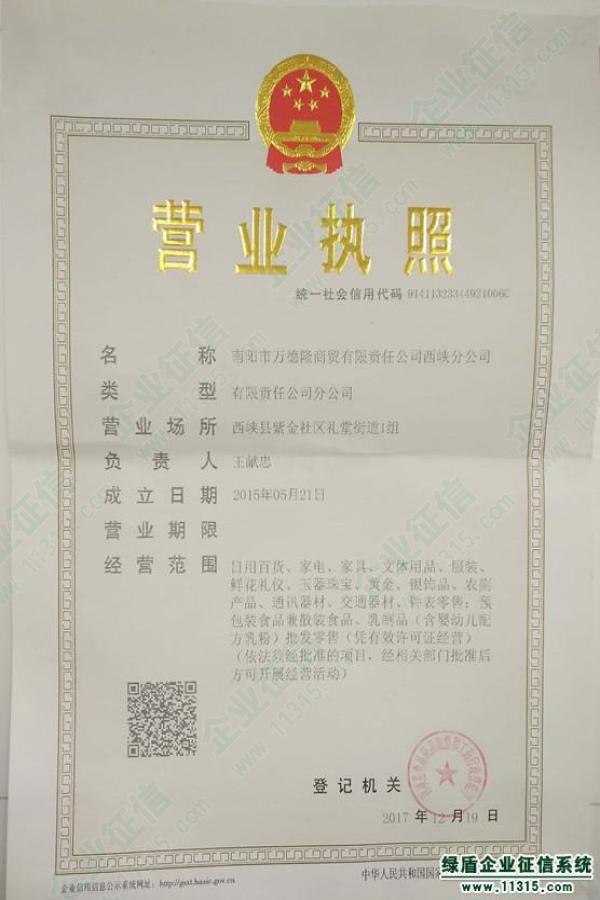 营业执照
统一社会信用代码 91411323344921006C
名称 南阳市万德隆商贸有限责任公司西峡分公司
类型 有限责任公司分公司
营业场所 西峡县紫金社区礼堂街道1组
负责人 王献忠
成立日期 2015年05月21日
营业期限
经营范围 日用百货、家电、家具、文体用品、服装、
鲜花礼仪、玉器珠宝、黄金、银饰品、农副
产品、通讯器材、交通器材、钟表零售；预
包装食品兼散装食品、乳制品（含婴幼儿配
方乳粉）批发零售（凭有效许可证经营）
（依法须经批准的项目，经相关部门批准后
方可开展经营活动）
登记机关
2017年12月19日
企业信用信息公示系统网址：
中华人民共和国国家
绿盾企业征信系统
www.11315.com